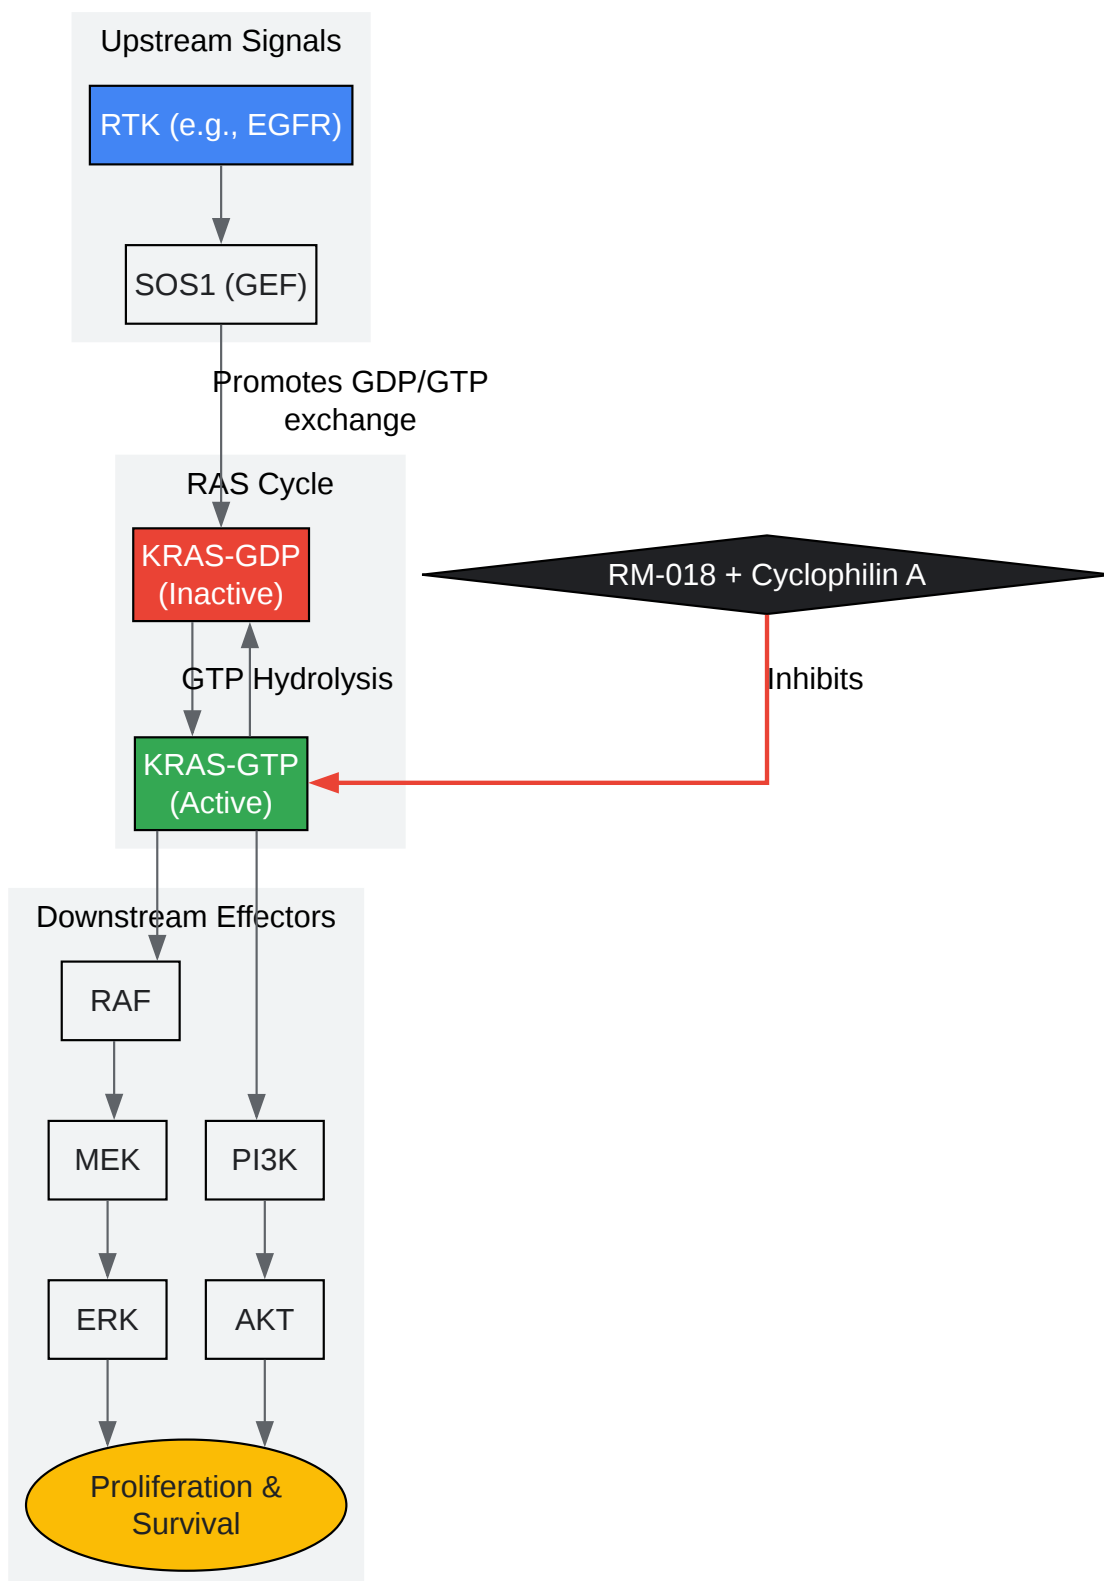 Upstream Signals
RTK (e.g., EGFR)
SOS1 (GEF)
Promotes GDP/GTP
exchange
RAS Cycle
KRAS-GDP
(Inactive)
RM-018 + Cyclophilin A
GTP Hydrolysis
Inhibits
KRAS-GTP
(Active)
Downstream Effectors
RAF
MEK
PI3K
ERK
AKT
Proliferation &
Survival